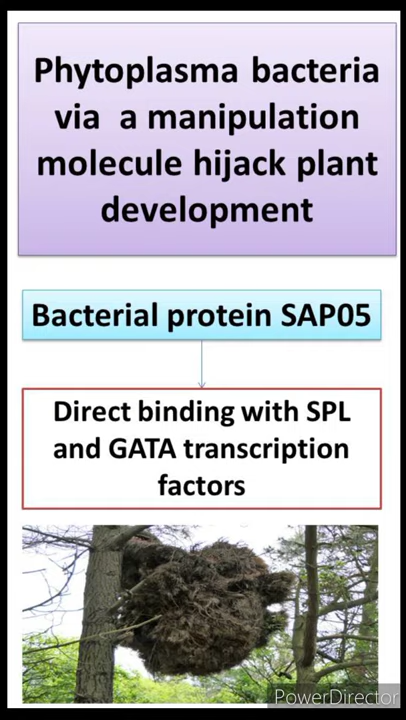 Phytoplasma bacteria
via a manipulation
molecule hijack plant
development
Bacterial protein SAP05
Direct binding with SPL
and GATA transcription
factors
PowerDirector